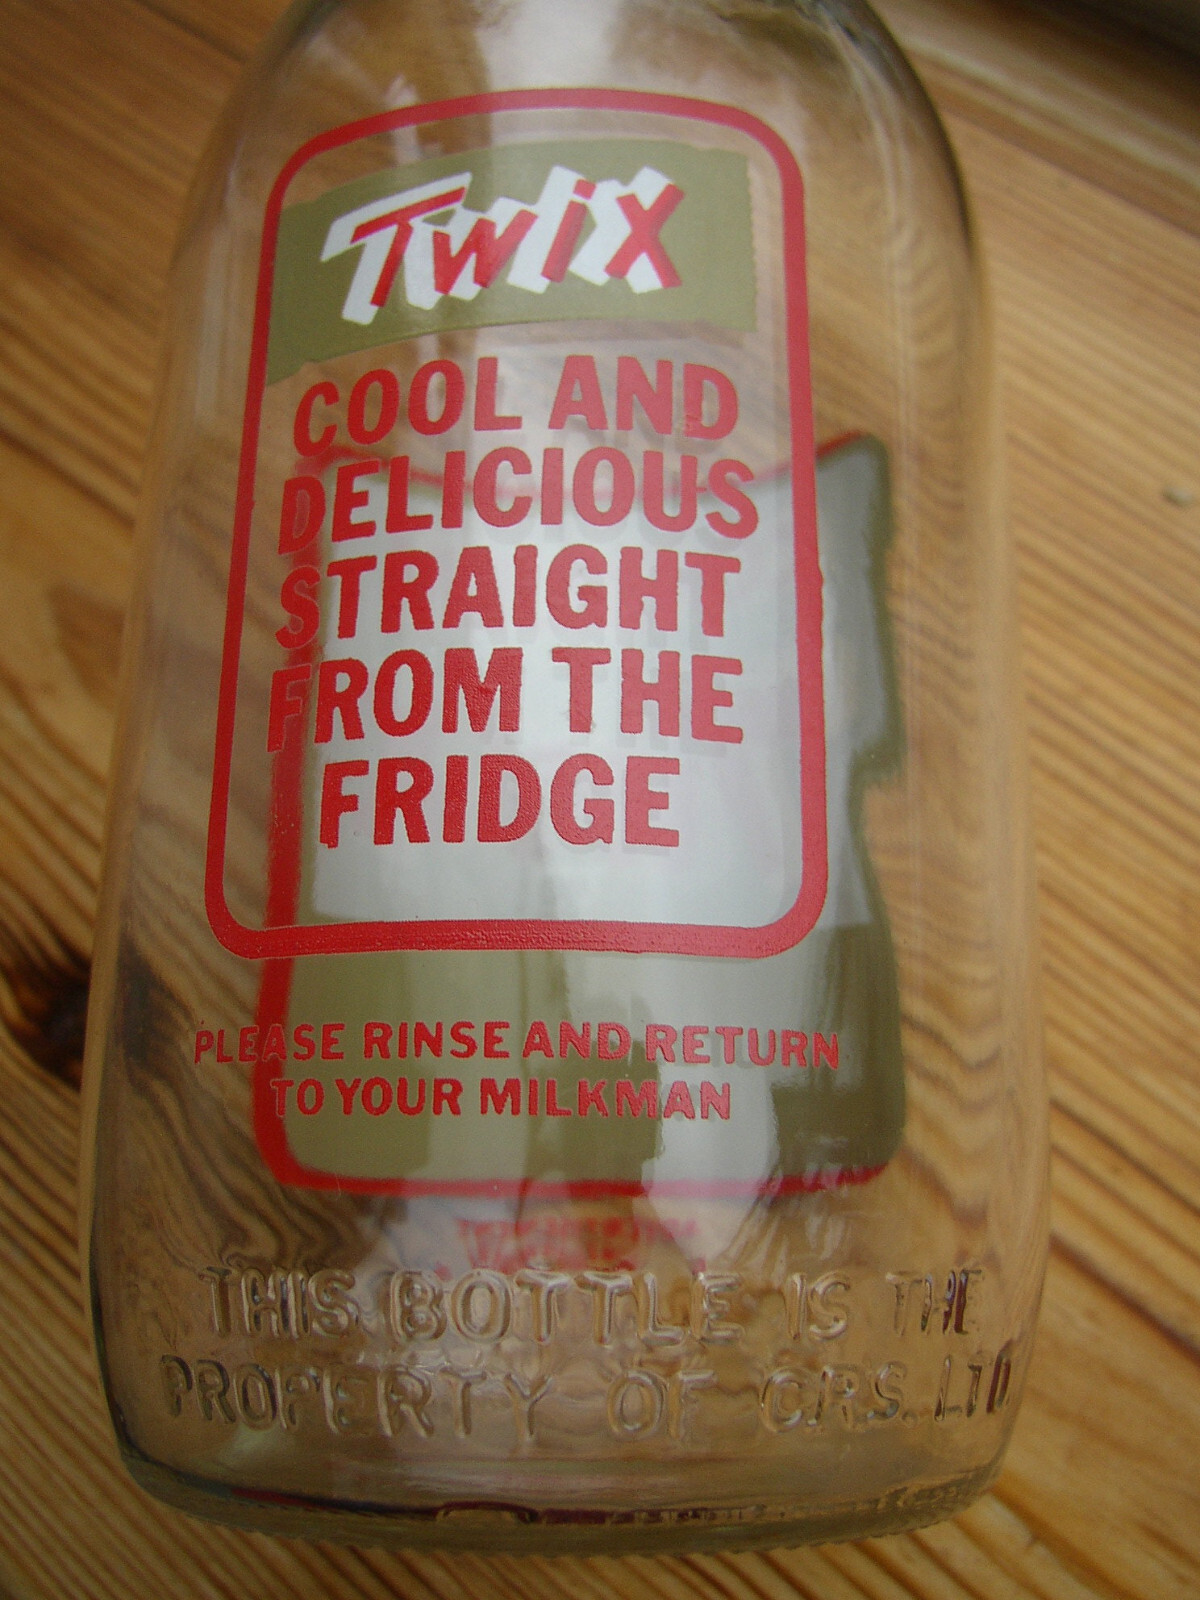 Twix
COOL AND
DELICIOUS
STRAIGHT
FROM THE
FRIDGE
PLEASE RINSE AND RETURN
TO YOUR MILKMAN
THIS BOTTLE IS THE
PROPERTY OF C.R.S. LTD.